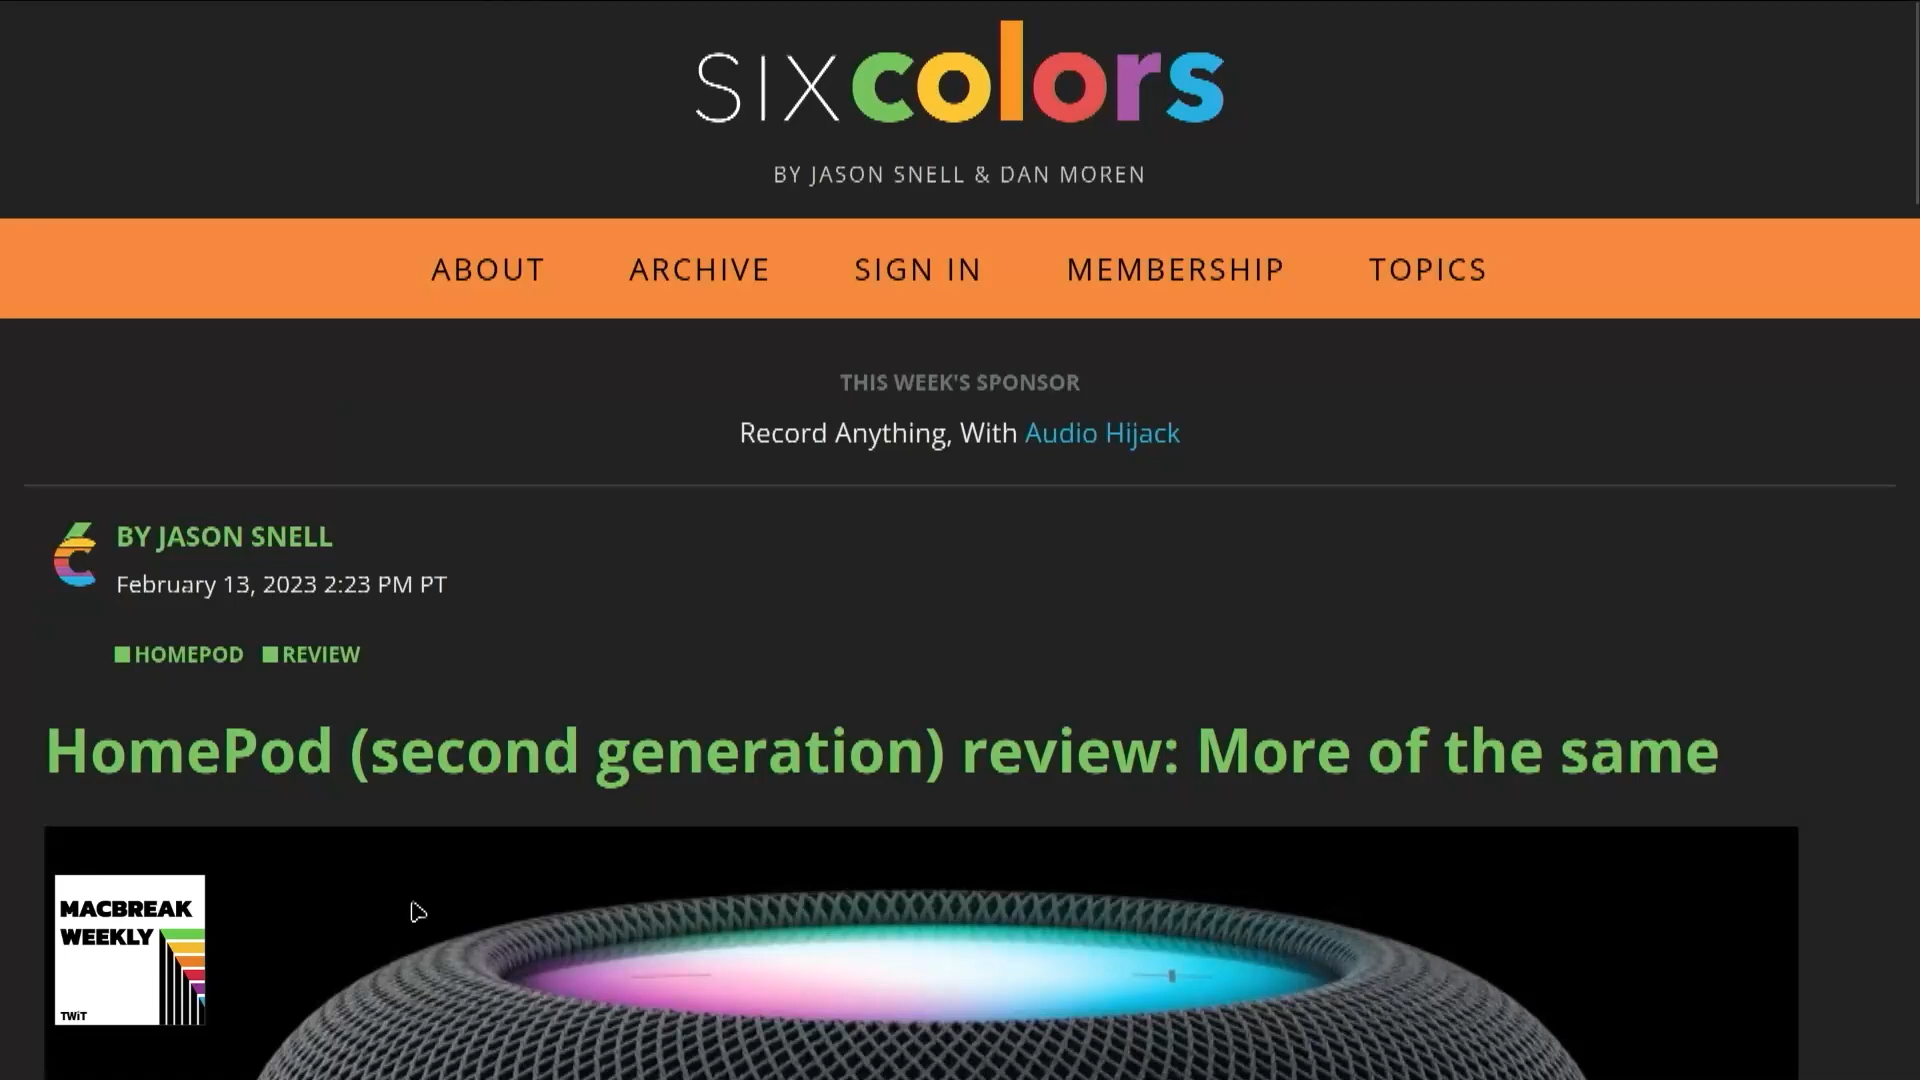 SIXcolors
BY JASON SNELL & DAN MOREN
ABOUT ARCHIVE SIGN IN MEMBERSHIP TOPICS
THIS WEEK'S SPONSOR
Record Anything, With Audio Hijack
BY JASON SNELL
February 13, 2023 2:23 PM PT
HOMEPOD REVIEW
HomePod (second generation) review: More of the same
MACBREAK
WEEKLY
TWiT